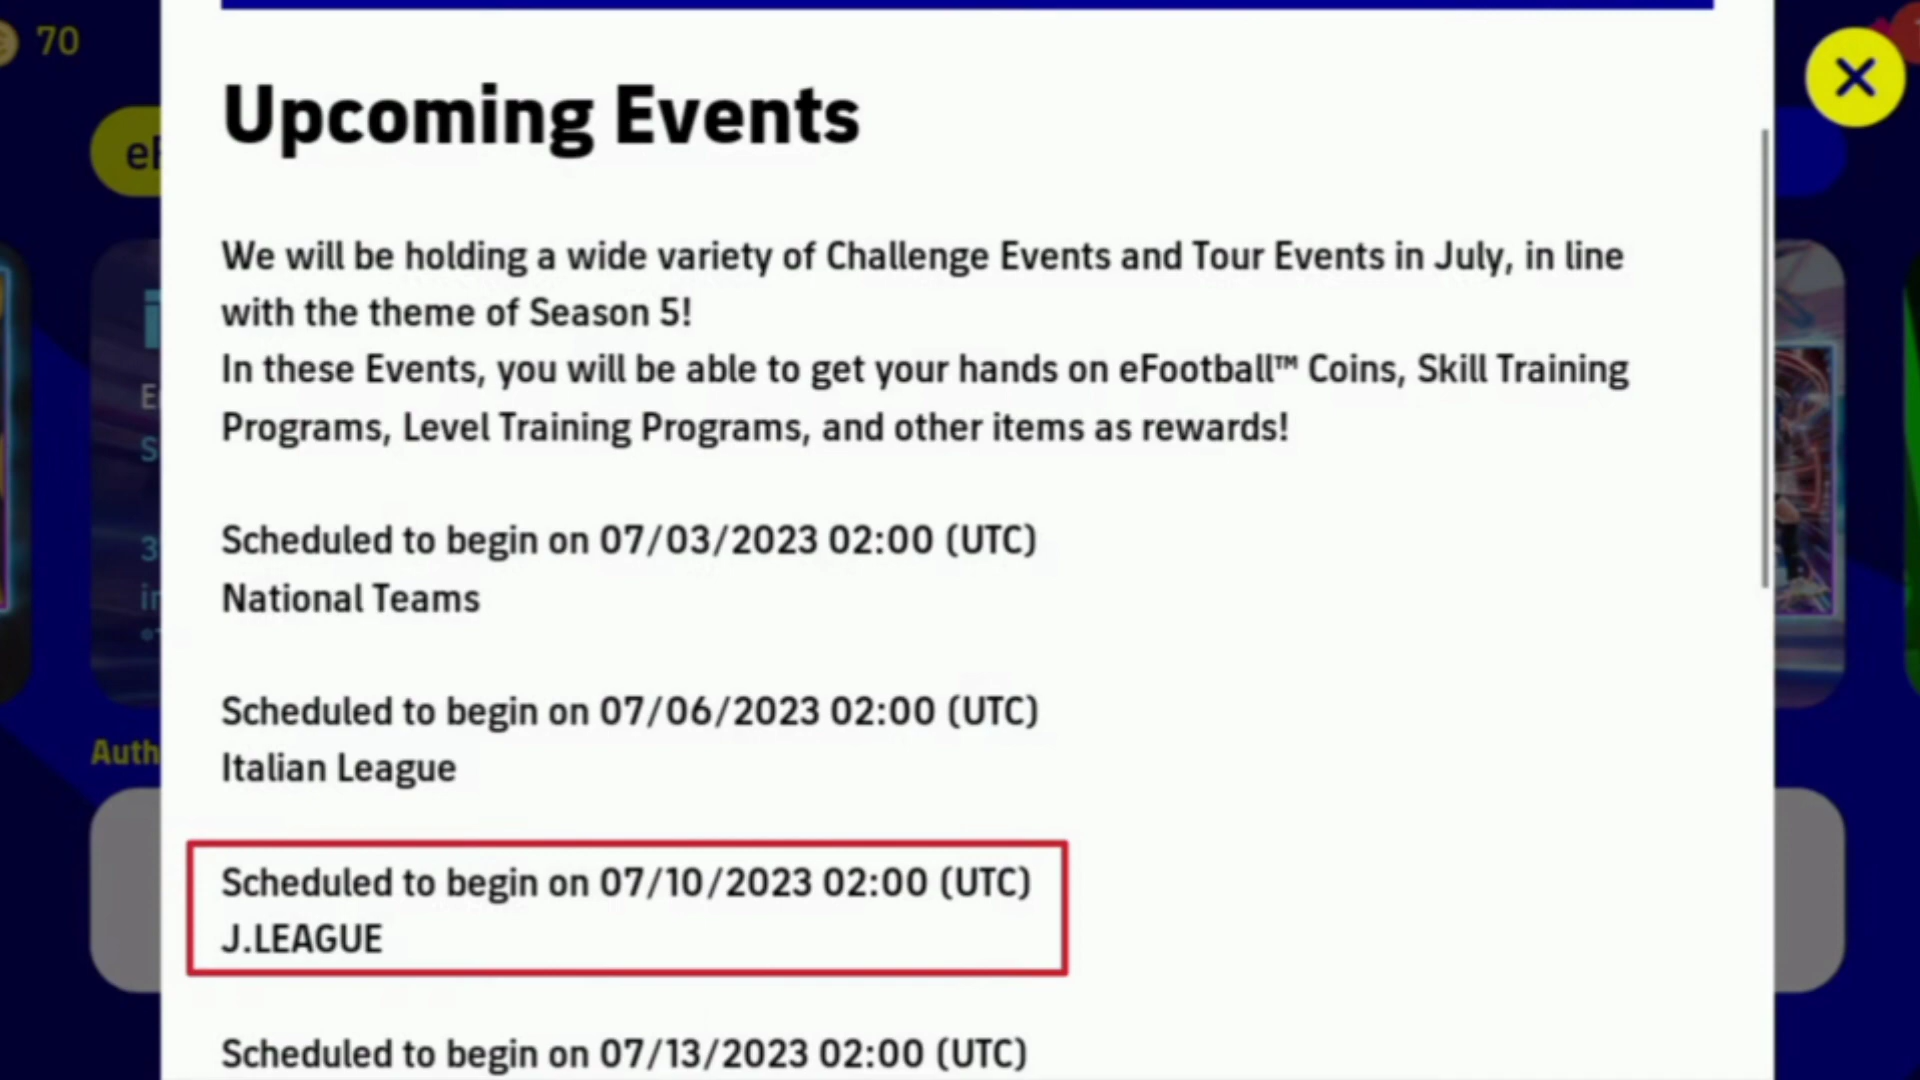 70
Upcoming Events
We will be holding a wide variety of Challenge Events and Tour Events in July, in line
with the theme of Season 5!
In these Events, you will be able to get your hands on eFootball™ Coins, Skill Training
Programs, Level Training Programs, and other items as rewards!
Scheduled to begin on 07/03/2023 02:00 (UTC)
National Teams
Scheduled to begin on 07/06/2023 02:00 (UTC)
Italian League
Scheduled to begin on 07/10/2023 02:00 (UTC)
J.LEAGUE
Scheduled to begin on 07/13/2023 02:00 (UTC)
Auth